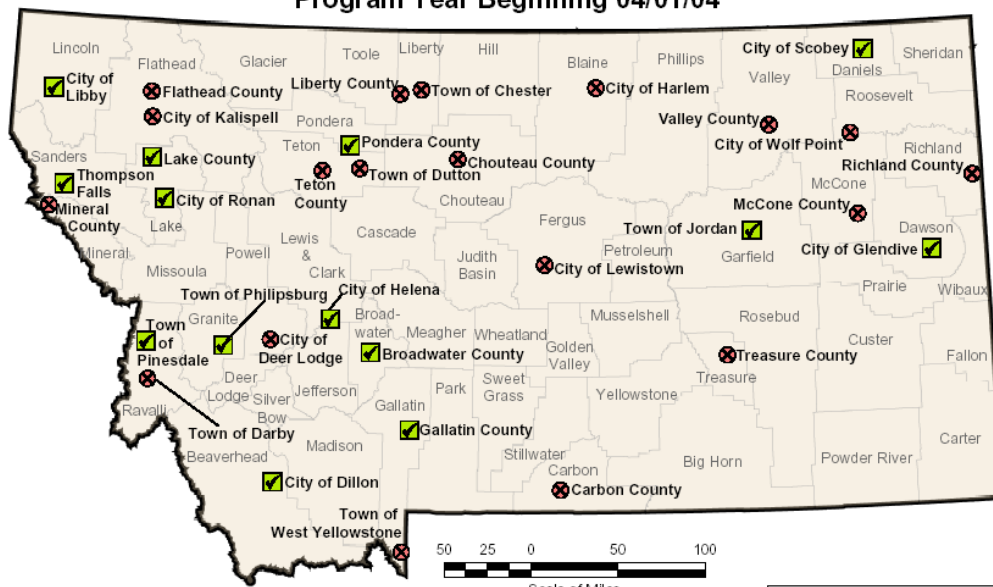 Program Year Beginning 04/01/04
Lincoln
Flathead
Glacier
Toole
Liberty
Hill
Blaine
Phillips
Valley
City of Scobey
Daniels
Sheridan
City of
Libby
Flathead County
Liberty County
Town of Chester
City of Harlem
Roosevelt
City of Kalispell
Pondera
Valley County
City of Wolf Point
Sanders
Lake County
Teton
Pondera County
Chouteau County
Richland
Richland County
Thompson
Falls
Teton
County
Town of Dutton
McCone
Mineral
County
City of Ronan
Chouteau
McCone County
Lake
Cascade
Fergus
Town of Jordan
Dawson
City of Glendive
Mineral
Powell
Lewis
&
Clark
Judith
Basin
Petroleum
Garfield
Missoula
City of Lewistown
Prairie
Wibaux
Town of Philipsburg
City of Helena
Granite
Broad-
water
Meagher
Wheatland
Musselshell
Rosebud
Town
of
Pinesdale
City of
Deer Lodge
Broadwater County
Golden
Valley
Custer
Treasure County
Fallon
Deer
Lodge
Silver
Bow
Jefferson
Park
Sweet
Grass
Treasure
Yellowstone
Ravalli
Gallatin
Town of Darby
Gallatin County
Madison
Beaverhead
Stillwater
Carbon
Big Horn
Powder River
Carter
City of Dillon
Carbon County
Town of
West Yellowstone
50 25 0 50 100
Scale of Miles